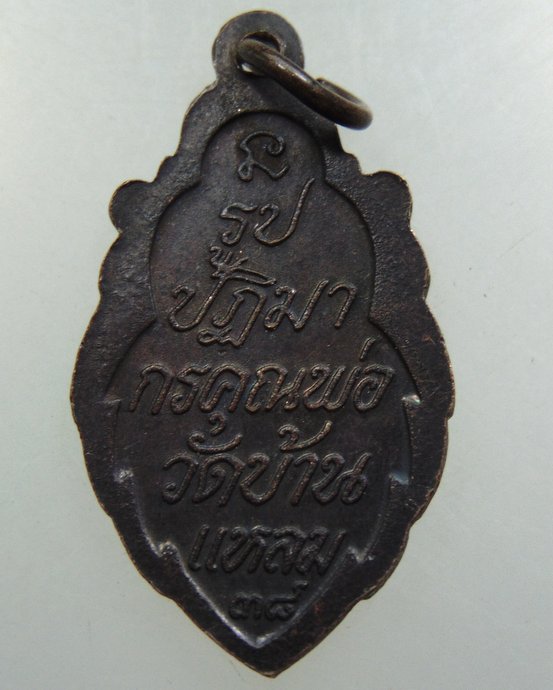 รูป
ปฏิมา
กรคุณพ่อ
วัดบ้าน
แหลม
๓๘